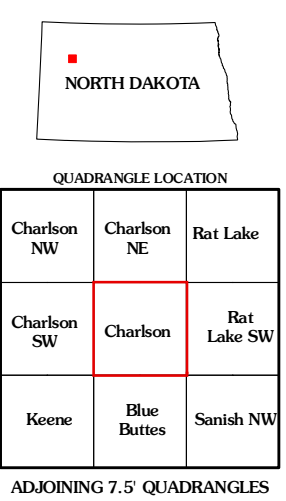 NORTH DAKOTA
QUADRANGLE LOCATION
Charlson
NW
Charlson
NE
Rat Lake
Charlson
SW
Charlson
Rat
Lake SW
Keene
Blue
Buttes
Sanish NW
ADJOINING 7.5' QUADRANGLES